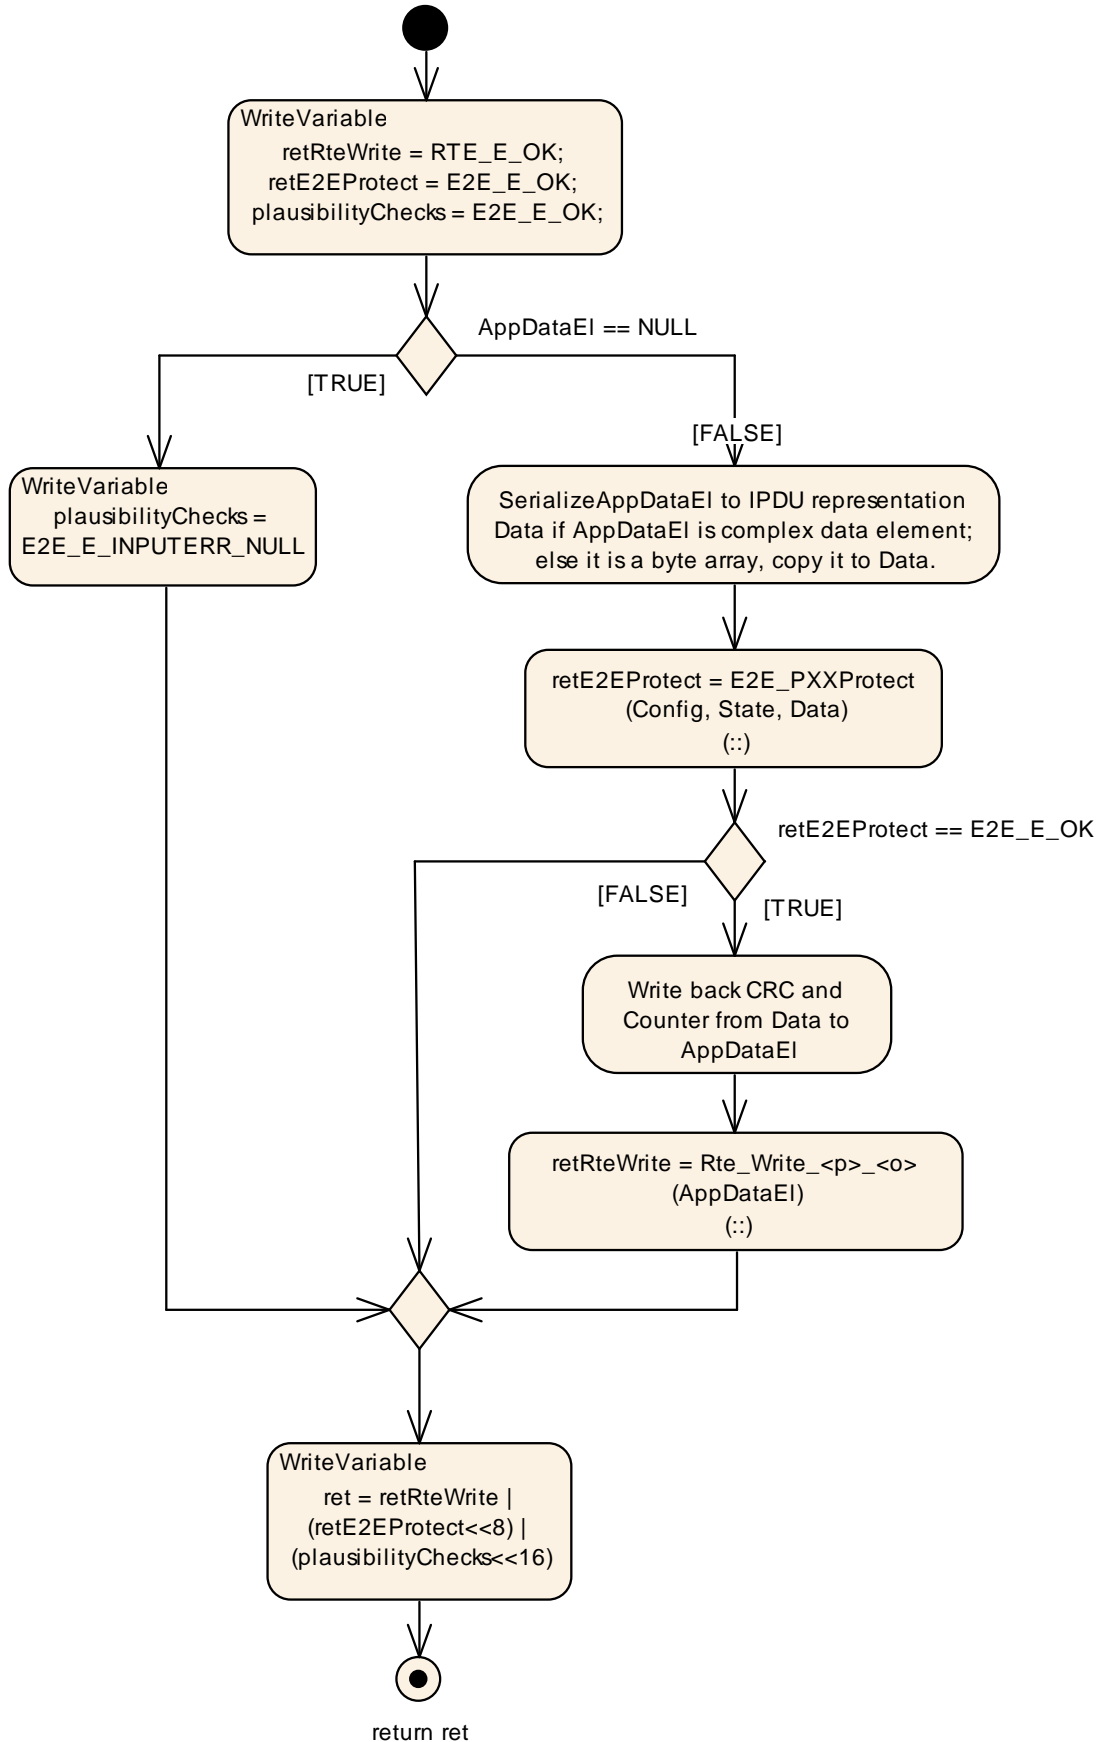 WriteVariable
retRteWrite = RTE_E_OK;
retE2EProtect = E2E_E_OK;
plausibilityChecks = E2E_E_OK;
AppDataEl == NULL
[TRUE]
[FALSE]
WriteVariable
plausibilityChecks =
E2E_E_INPUTERR_NULL
SerializeAppDataEl to IPDU representation
Data if AppDataEl is complex data element;
else it is a byte array, copy it to Data.
retE2EProtect = E2E_PXXProtect
(Config, State, Data)
(::)
retE2EProtect == E2E_E_OK
[FALSE]
[TRUE]
Write back CRC and
Counter from Data to
AppDataEl
retRteWrite = Rte_Write_<p>_<o>
(AppDataEl)
(::)
WriteVariable
ret = retRteWrite |
(retE2EProtect<<8) |
(plausibilityChecks<<16)
return ret